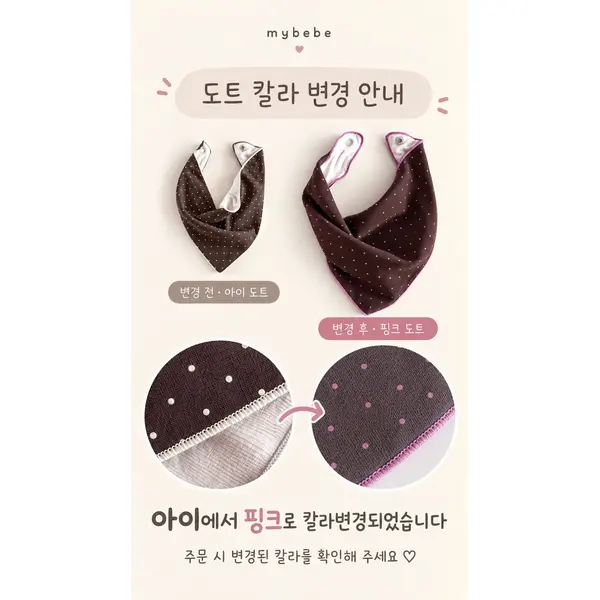 mybebe
도트 칼라 변경 안내
변경 전 · 아이 도트
변경 후 · 핑크 도트
아이에서 핑크로 칼라변경되었습니다
주문 시 변경된 칼라를 확인해 주세요 ♡